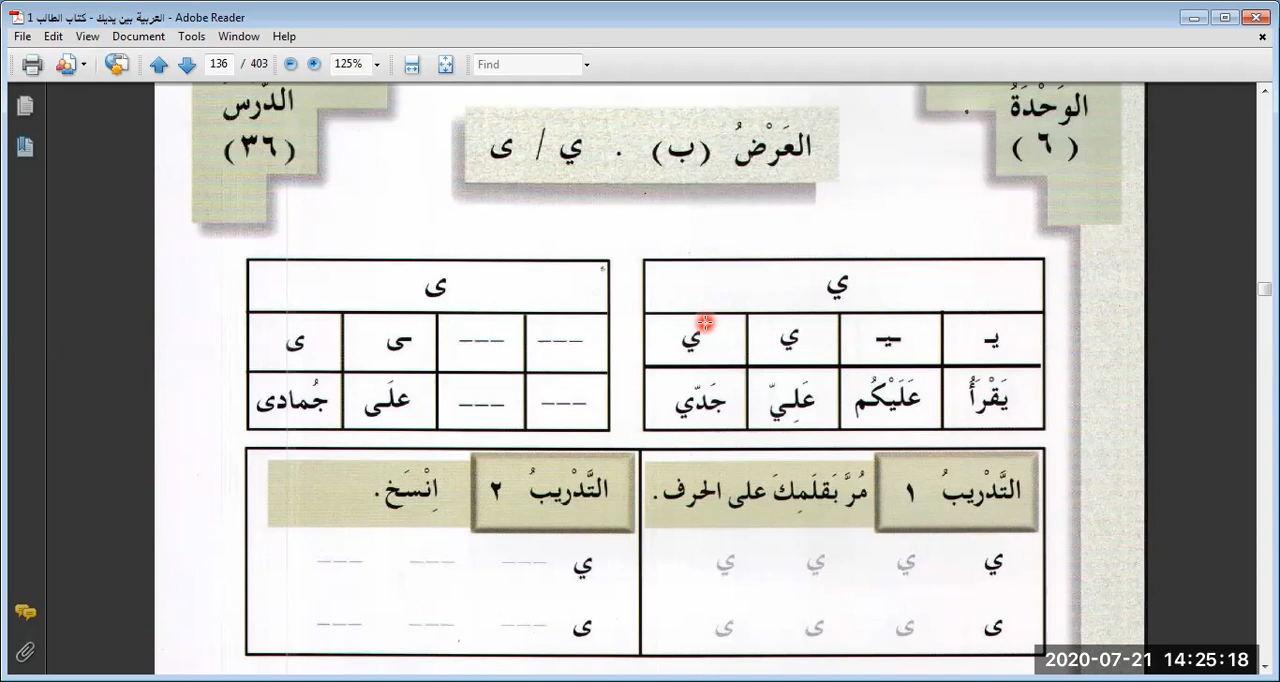 العربية بين يديك - كتاب الطالب 1 - Adobe Reader
File Edit View Document Tools Window Help
136 / 403 125% Find
الوَحْدَةُ
(٦)
العَرْضُ (ب) . ي / ى
الدَّرسُ
(٣٦)
ي
يـ ـيـ ي ي
يَقْرَأُ عَلَيْكُم عَلِيّ جَدّي
ى
--- --- ـى ى
--- --- علَى جُمادى
التَّدْريبُ ١ مُرَّ بَقلَمِكَ على الحرف.
ي ي ي ي
ى ى ى ى
التَّدْريبُ ٢ اِنْسَخ.
ي --- --- ---
ى --- --- ---
2020-07-21 14:25:18